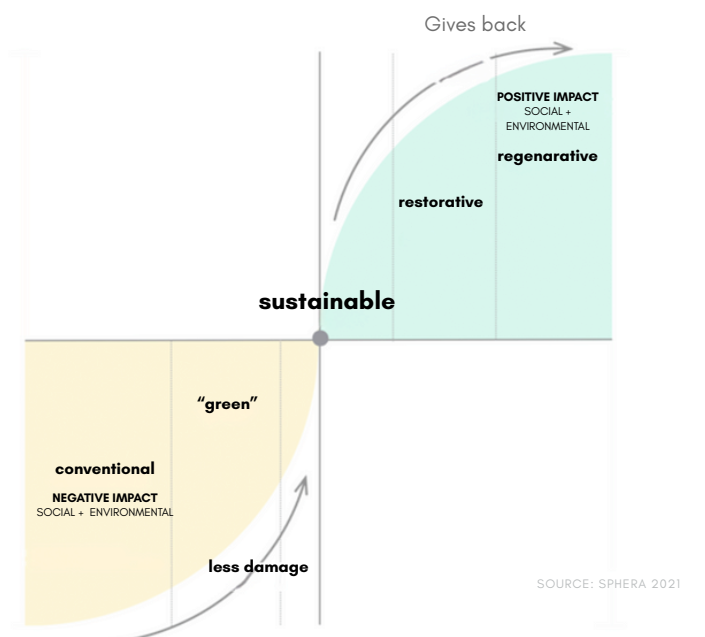 Gives back
POSITIVE IMPACT
SOCIAL +
ENVIRONMENTAL
regenarative
restorative
sustainable
“green”
conventional
NEGATIVE IMPACT
SOCIAL + ENVIRONMENTAL
less damage
SOURCE: SPHERA 2021